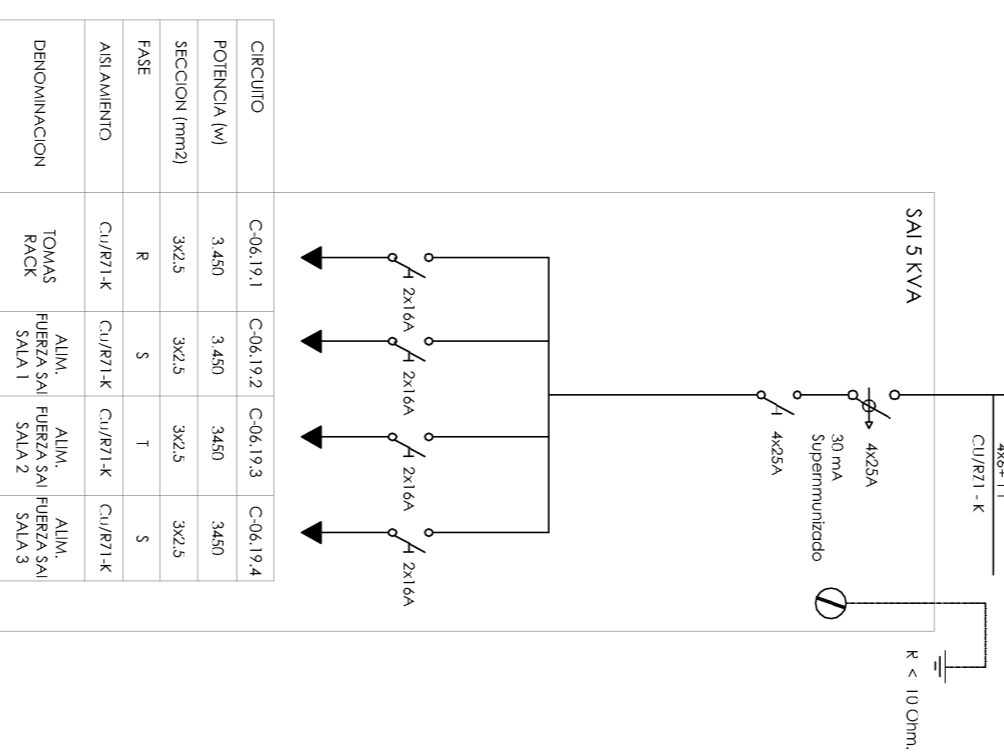 CU/RZ1 - K
SAI 5 KVA
4x25A
30 mA
Supernmunizado
4x25A
R < 10 Ohm.
2x16A
2x16A
2x16A
2x16A
CIRCUITO C-06.19.1 C-06.19.2 C-06.19.3 C-06.19.4
POTENCIA (w) 3.450 3.450 3450 3450
SECCION (mm2) 3x2.5 3x2.5 3x2.5 3x2.5
FASE R S T S
AISLAMIENTO Cu/RZ1-K Cu/RZ1-K Cu/RZ1-K Cu/RZ1-K
DENOMINACION
TOMAS
RACK
ALIM.
FUERZA SAI
SALA 1
ALIM.
FUERZA SAI
SALA 2
ALIM.
FUERZA SAI
SALA 3